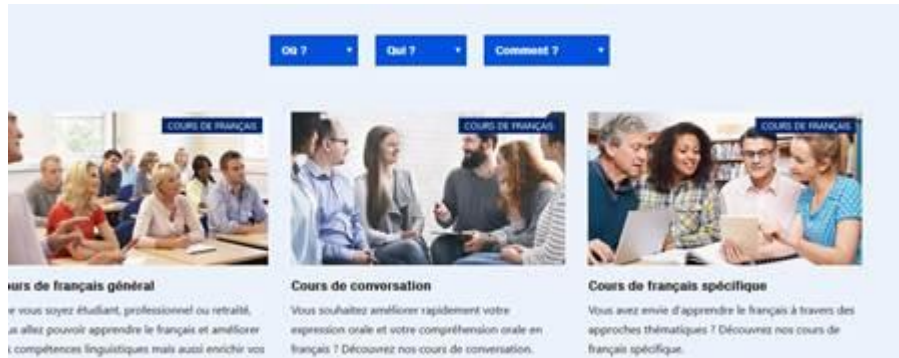 Où ?
Qui ?
Comment ?
COURS DE FRANÇAIS
COURS DE FRANÇAIS
COURS DE FRANÇAIS
urs de français général
e vous soyez étudiant, professionnel ou retraité,
us allez pouvoir apprendre le français et améliorer
compétences linguistiques mais aussi enrichir vos
Cours de conversation
Vous souhaitez améliorer rapidement votre
expression orale et votre compréhension orale en
français ? Découvrez nos cours de conversation.
Cours de français spécifique
Vous avez envie d'apprendre le français à travers des
approches thématiques ? Découvrez nos cours de
français spécifique.